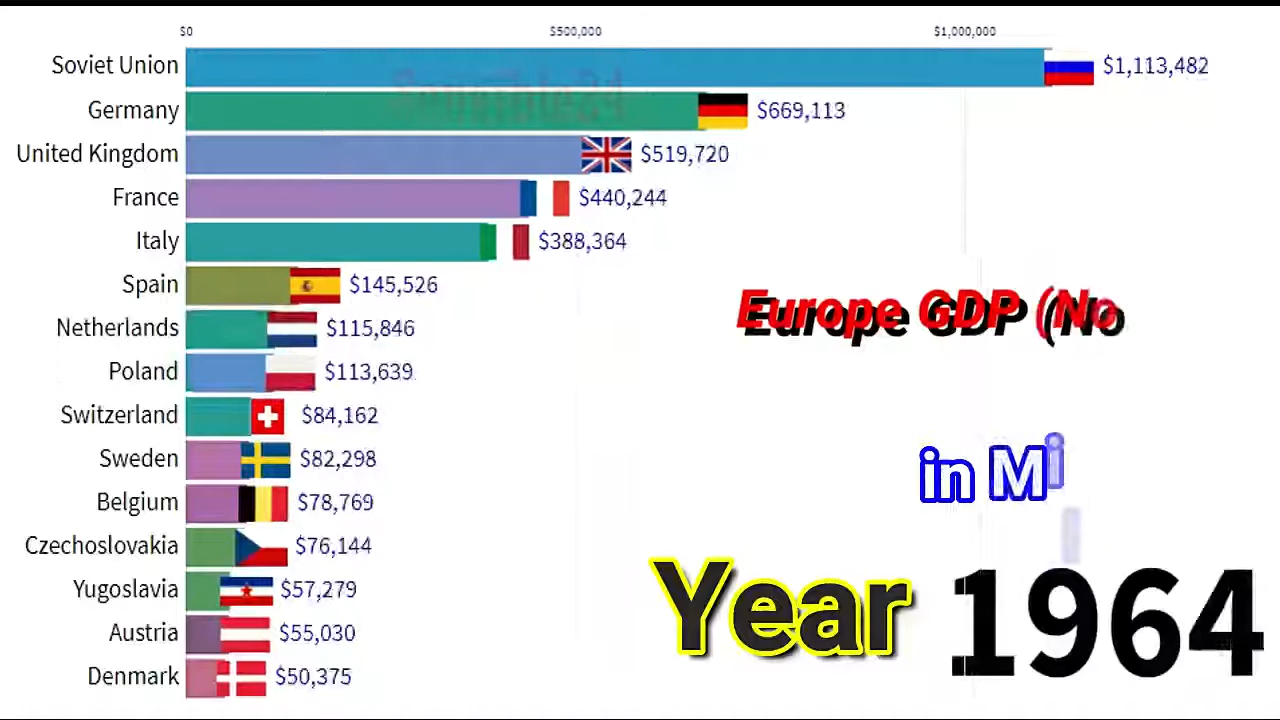 $0 $500,000 $1,000,000
Soviet Union $1,113,482
Germany $669,113
United Kingdom $519,720
France $440,244
Italy $388,364
Spain $145,526
Netherlands $115,846
Poland $113,639
Switzerland $84,162
Sweden $82,298
Belgium $78,769
Czechoslovakia $76,144
Yugoslavia $57,279
Austria $55,030
Denmark $50,375
Europe GDP (No
in Mi
Year 1964